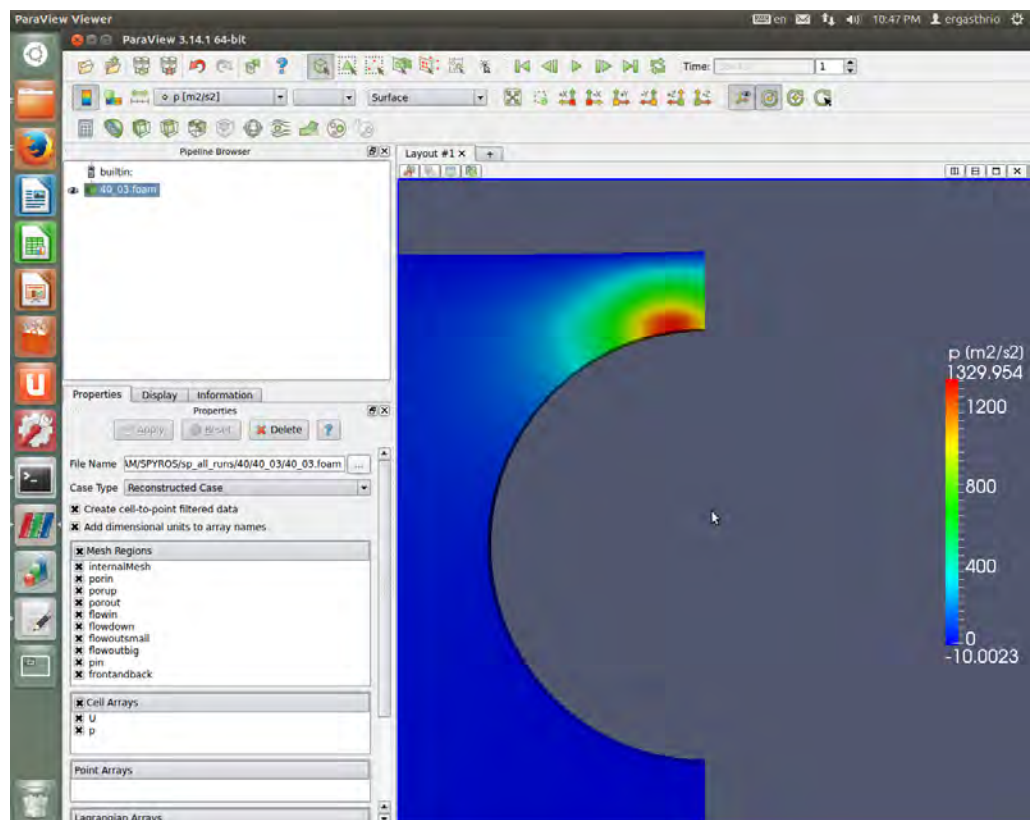 ParaView Viewer
en
10:47 PM
ergasthrio
ParaView 3.14.1 64-bit
Time:
1
p [m2/s2]
Surface
Pipeline Browser
Layout #1
builtin:
40_03.foam
p (m2/s2)
1329.954
1200
800
400
0
-10.0023
Properties
Display
Information
Properties
Apply
Reset
Delete
?
File Name
AM/SPYROS/sp_all_runs/40/40_03/40_03.foam
...
Case Type
Reconstructed Case
Create cell-to-point filtered data
Add dimensional units to array names
Mesh Regions
internalMesh
porin
porup
porout
flowin
flowdown
flowoutsmall
flowoutbig
pin
frontandback
Cell Arrays
U
p
Point Arrays
Lagrangian Arrays